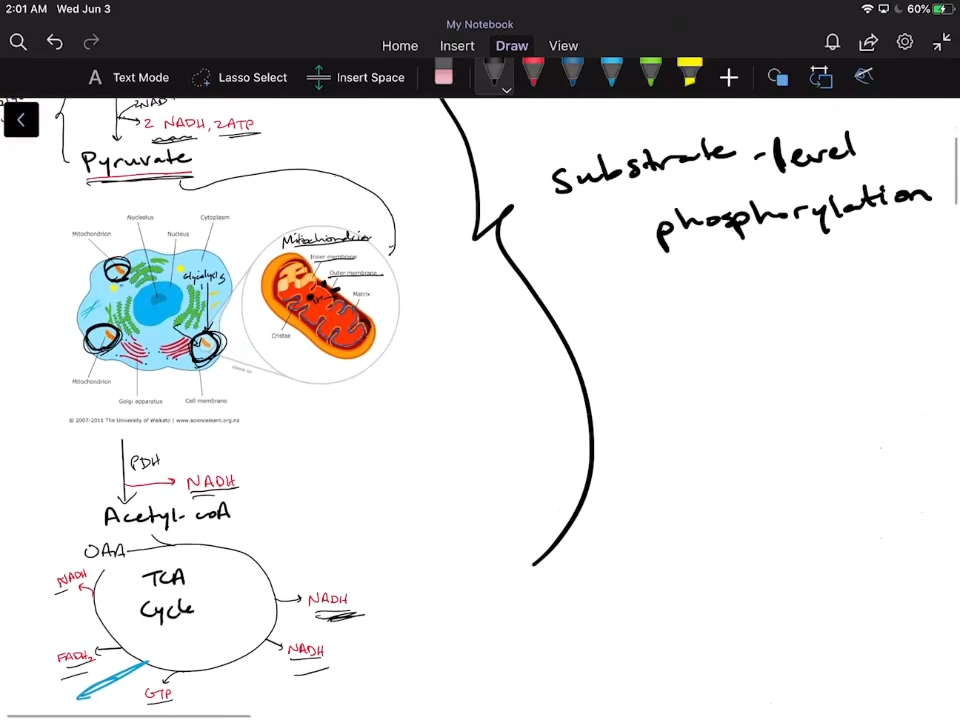 2:01 AM Wed Jun 3
60%
My Notebook
Home Insert Draw View
Text Mode Lasso Select Insert Space
2 NADH, 2ATP
Pyruvate
substrate-level
phosphorylation
Nucleolus Cytoplasm
Mitochondrion Nucleus
Glycolysis
Mitochondrion
Inner membrane
Outer membrane
Matrix
Cristae
zoom in
Mitochondrion
Golgi apparatus Cell membrane
© 2007-2011 The University of Waikato | www.sciencelearn.org.nz
PDH
NADH
Acetyl-coA
OAA
TCA
Cycle
NADH
NADH
NADH
FADH₂
GTP